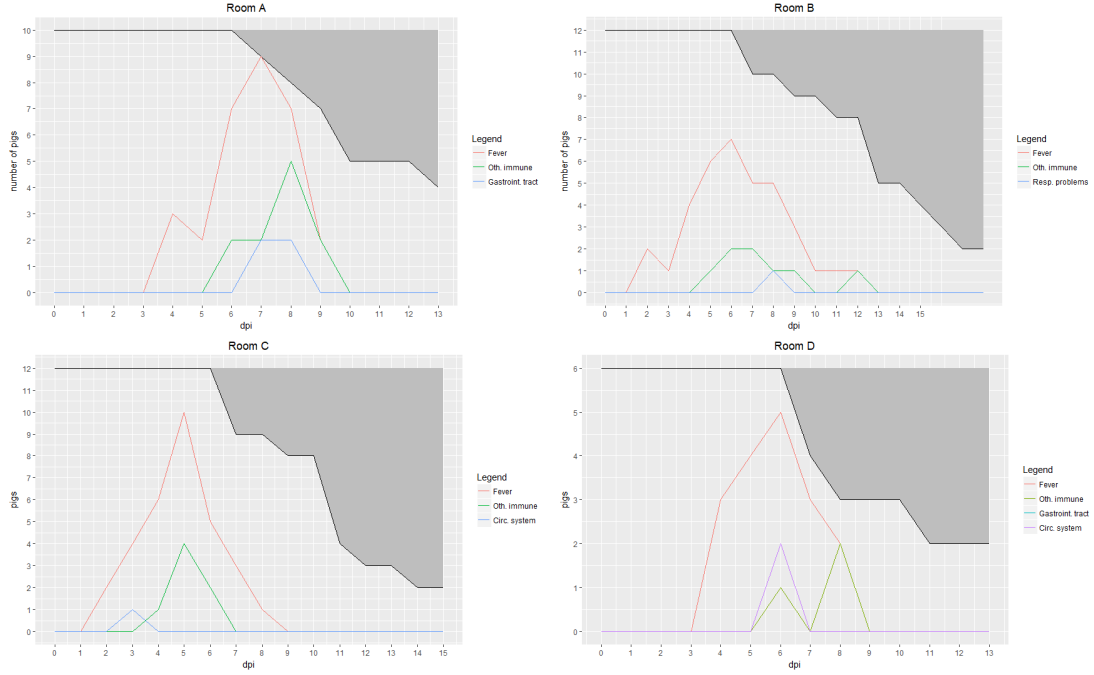 Room A
number of pigs
10
9
8
7
6
5
4
3
2
1
0
0 1 2 3 4 5 6 7 8 9 10 11 12 13
dpi
Legend
Fever
Oth. immune
Gastroint. tract
Room B
number of pigs
12
11
10
9
8
7
6
5
4
3
2
1
0
0 1 2 3 4 5 6 7 8 9 10 11 12 13 14 15
dpi
Legend
Fever
Oth. immune
Resp. problems
Room C
pigs
12
11
10
9
8
7
6
5
4
3
2
1
0
0 1 2 3 4 5 6 7 8 9 10 11 12 13 14 15
dpi
Legend
Fever
Oth. immune
Circ. system
Room D
pigs
6
5
4
3
2
1
0
0 1 2 3 4 5 6 7 8 9 10 11 12 13
dpi
Legend
Fever
Oth. immune
Gastroint. tract
Circ. system